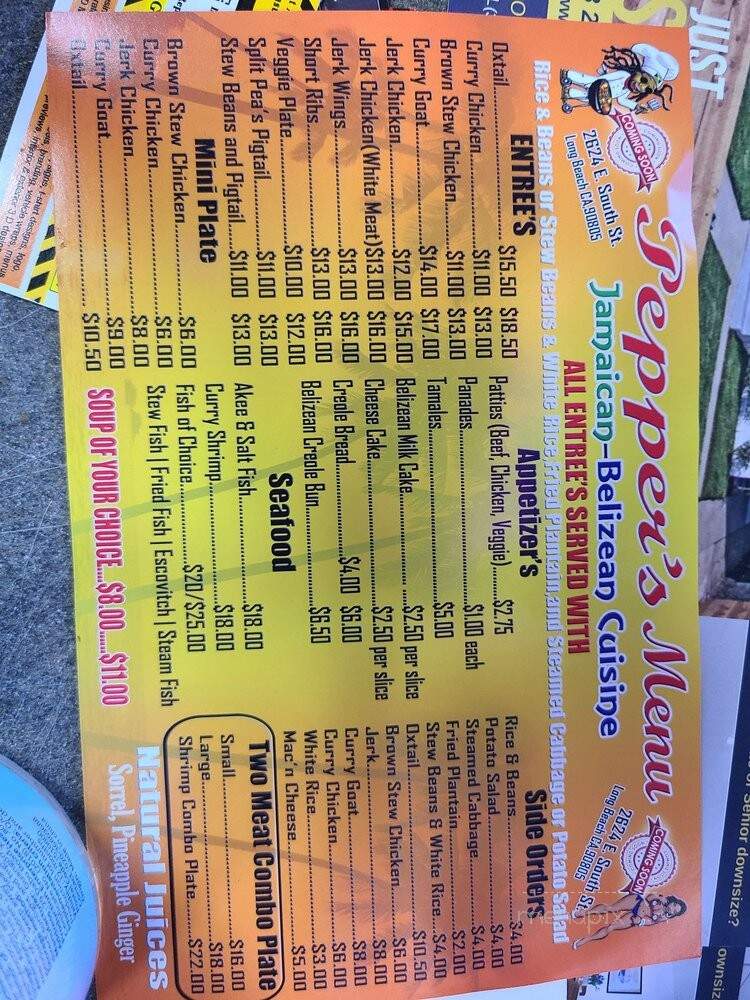 Pepper's Menu
COMING SOON
2624 E. South St.
Long Beach CA.90805
Jamaican-Belizean Cuisine
COMING SOON
2624 E. South St.
Long Beach CA.90805
ALL ENTREE'S SERVED WITH
Rice & Beans or Stew Beans & White Rice,Fried Plantain,and Steamed Cabbage or Potato Salad
ENTREE'S
Oxtail.......................$15.50 $18.50
Curry Chicken................$11.00 $13.00
Brown Stew Chicken...........$11.00 $13.00
Curry Goat...................$14.00 $17.00
Jerk Chicken.................$12.00 $15.00
Jerk Chicken(White Meat)$13.00 $16.00
Jerk Wings...................$13.00 $16.00
Short Ribs...................$13.00 $16.00
Veggie Plate.................$10.00 $12.00
Split Pea's Pigtail..........$11.00 $13.00
Stew Beans and Pigtail.....$11.00 $13.00
Mini Plate
Brown Stew Chicken...............$6.00
Curry Chicken....................$6.00
Jerk Chicken.....................$8.00
Curry Goat.......................$9.00
Oxtail...........................$10.50
Appetizer's
Patties (Beef, Chicken, Veggie)......$2.75
Panades..............................$1.00 each
Tamales..............................$5.00
Belizean Milk Cake...................$2.50 per slice
Cheese Cake..........................$2.50 per slice
Creole Bread.................$4.00 $6.00
Belizean Creole Bun..................$6.50
Seafood
Akee & Salt Fish.....................$18.00
Curry Shrimp.........................$18.00
Fish of Choice...............$20/$25.00
Stew Fish | Fried Fish | Escovitch | Steam Fish
SOUP OF YOUR CHOICE...$8.00......$11.00
Side Orders
Rice & Beans.....................$4.00
Potato Salad.....................$4.00
Steamed Cabbage..................$4.00
Fried Plantain...................$2.00
Stew Beans & White Rice..$4.00
Oxtail...........................$10.50
Brown Stew Chicken...............$6.00
Jerk.............................$8.00
Curry Goat.......................$8.00
Curry Chicken....................$6.00
White Rice.......................$3.00
Mac'n Cheese.....................$5.00
Two Meat Combo Plate
Small............................$16.00
Large............................$18.00
Shrimp Combo Plate....$22.00
Natural Juices
Sorrel, Pineapple Ginger
JUST
senior downsize?